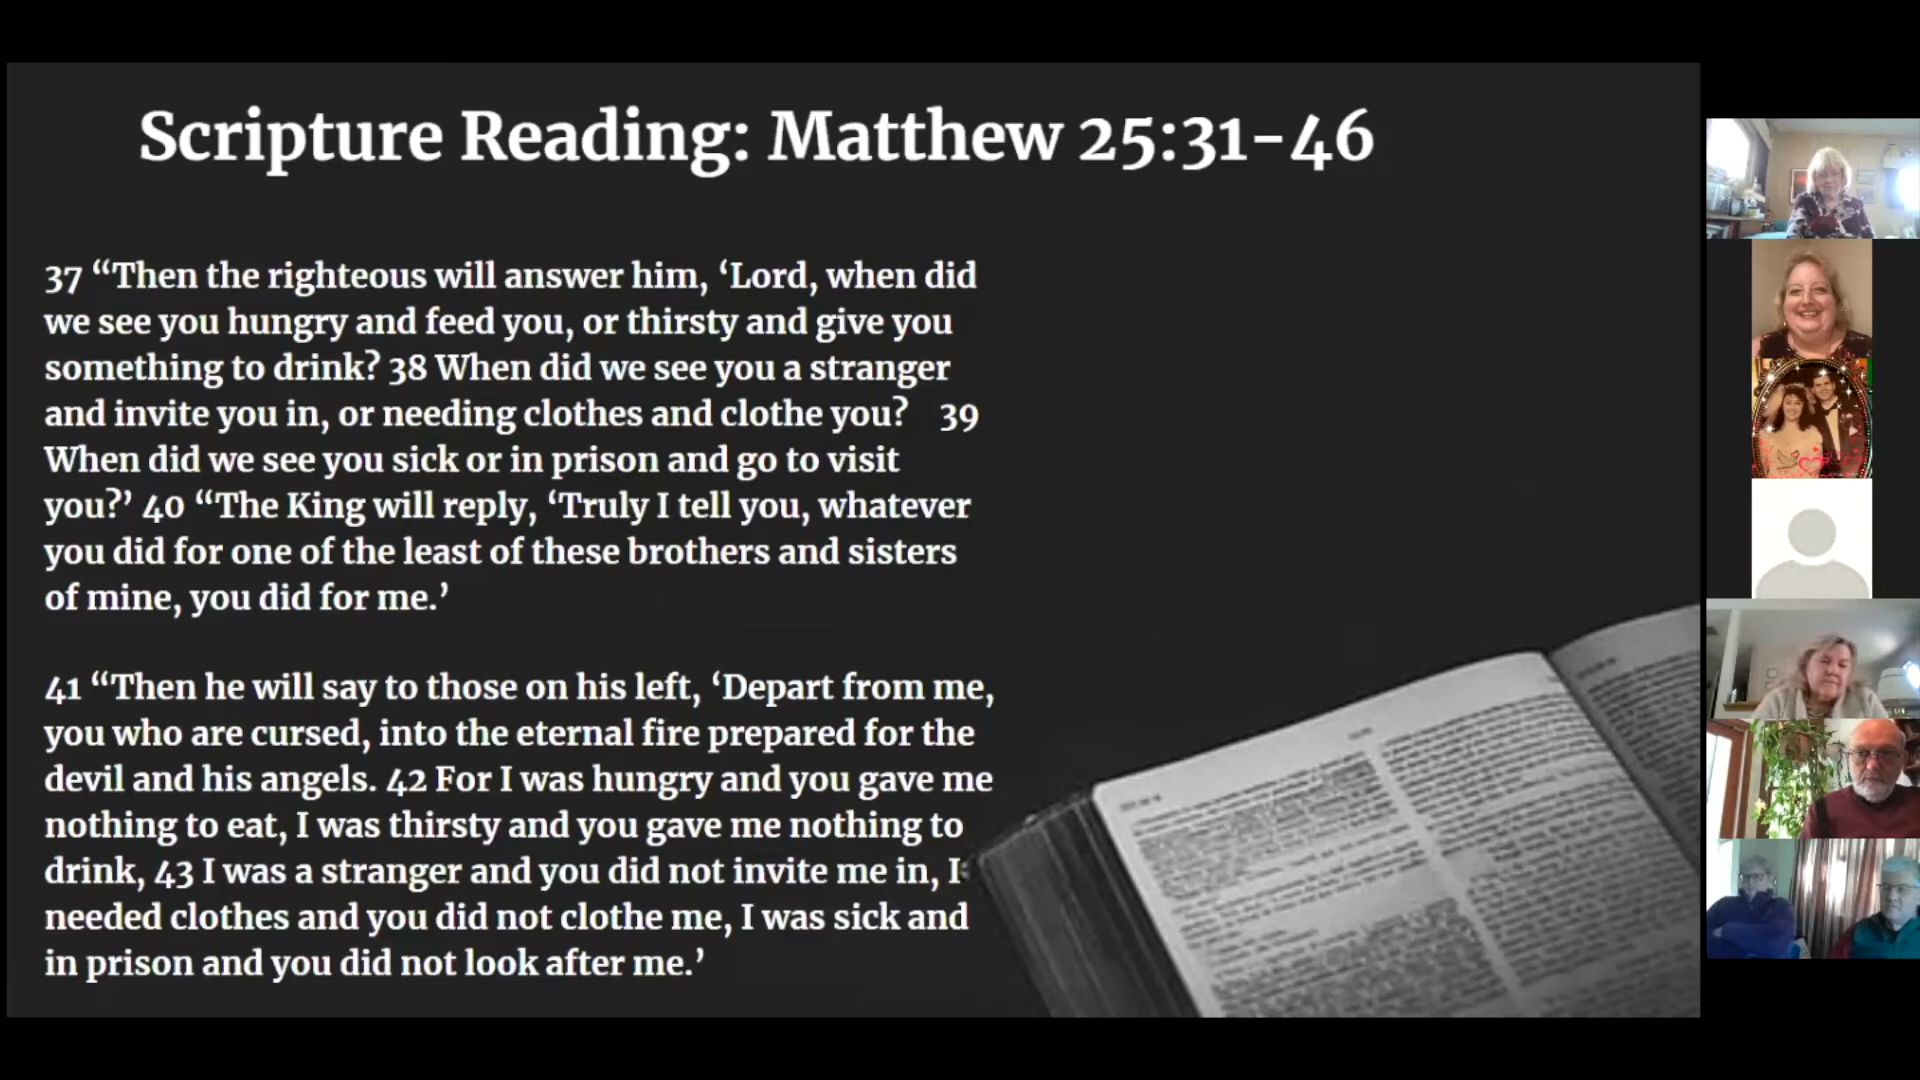 Scripture Reading: Matthew 25:31-46
37 “Then the righteous will answer him, ‘Lord, when did
we see you hungry and feed you, or thirsty and give you
something to drink? 38 When did we see you a stranger
and invite you in, or needing clothes and clothe you? 39
When did we see you sick or in prison and go to visit
you?’ 40 “The King will reply, ‘Truly I tell you, whatever
you did for one of the least of these brothers and sisters
of mine, you did for me.’
41 “Then he will say to those on his left, ‘Depart from me,
you who are cursed, into the eternal fire prepared for the
devil and his angels. 42 For I was hungry and you gave me
nothing to eat, I was thirsty and you gave me nothing to
drink, 43 I was a stranger and you did not invite me in, I
needed clothes and you did not clothe me, I was sick and
in prison and you did not look after me.’